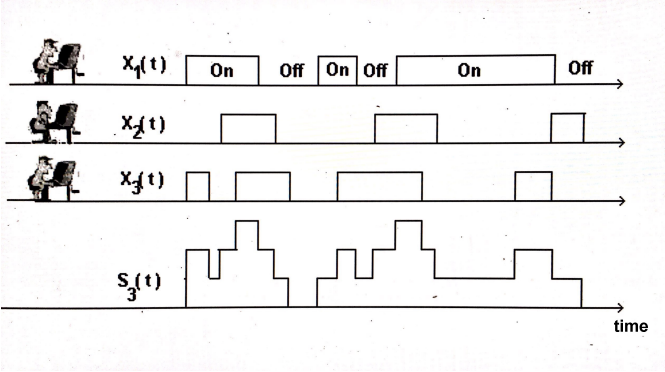 X1(t) On Off On Off On Off
X2(t)
X3(t)
S3(t)
time